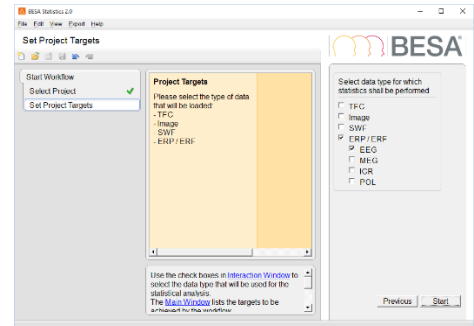 BESA Statistics 2.0
File Edit View Export Help
Set Project Targets
BESA
Start Workflow
Select Project
Set Project Targets
Project Targets
Please select the type of data
that will be loaded:
- TFC
- Image
- SWF
- ERP / ERF
Use the check boxes in Interaction Window to
select the data type that will be used for the
statistical analysis.
The Main Window lists the targets to be
achieved by the workflow.
Select data type for which
statistics shall be performed
TFC
Image
SWF
ERP / ERF
EEG
MEG
ICR
POL
Previous
Start